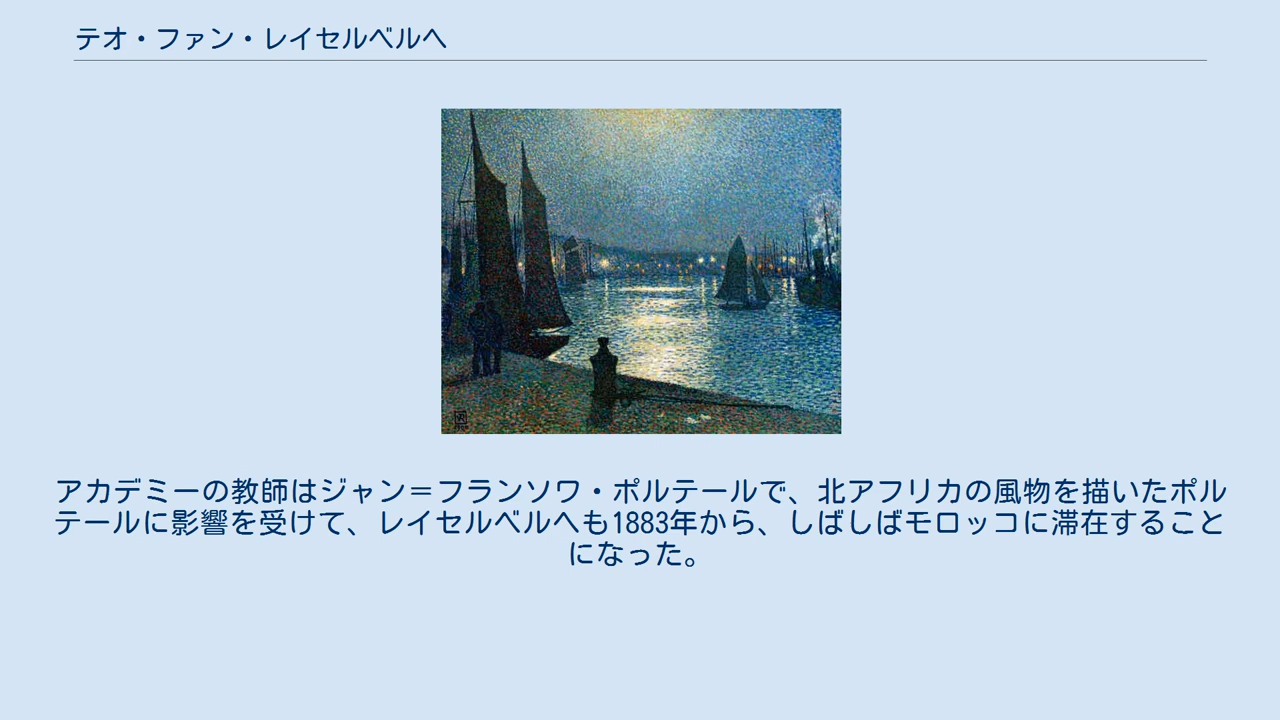 テオ・ファン・レイセルベルへ
アカデミーの教師はジャン＝フランソワ・ポルテールで、北アフリカの風物を描いたポル
テールに影響を受けて、レイセルベルへも1883年から、しばしばモロッコに滞在すること
になった。